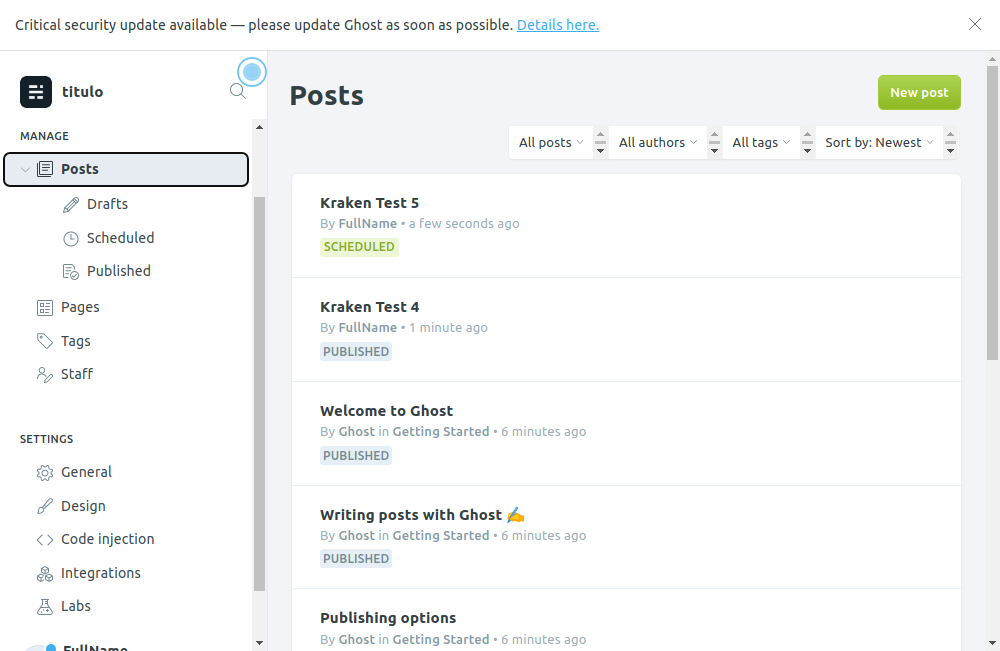 Critical security update available — please update Ghost as soon as possible. Details here.
titulo
MANAGE
Posts
Drafts
Scheduled
Published
Pages
Tags
Staff
SETTINGS
General
Design
Code injection
Integrations
Labs
FullName
Posts
New post
All posts
All authors
All tags
Sort by: Newest
Kraken Test 5
By FullName • a few seconds ago
SCHEDULED
Kraken Test 4
By FullName • 1 minute ago
PUBLISHED
Welcome to Ghost
By Ghost in Getting Started • 6 minutes ago
PUBLISHED
Writing posts with Ghost ✍️
By Ghost in Getting Started • 6 minutes ago
PUBLISHED
Publishing options
By Ghost in Getting Started • 6 minutes ago